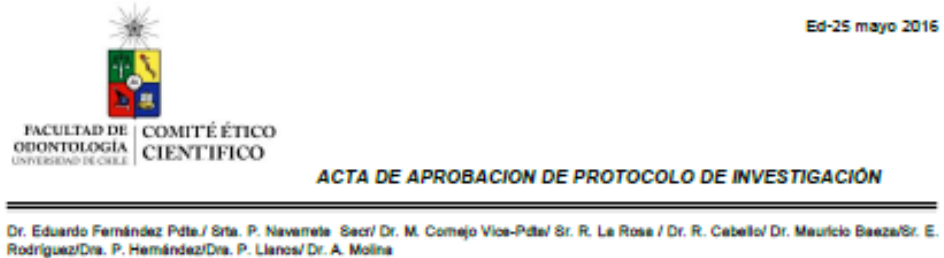 Ed-25 mayo 2016
FACULTAD DE
ODONTOLOGÍA
UNIVERSIDAD DE CHILE
COMITÉ ÉTICO
CIENTIFICO
ACTA DE APROBACION DE PROTOCOLO DE INVESTIGACIÓN
Dr. Eduardo Fernández Pdte./ Srta. P. Navarrete Secr/ Dr. M. Cornejo Vice-Pdte/ Sr. R. La Rosa / Dr. R. Cabello/ Dr. Mauricio Baeza/Sr. E.
Rodríguez/Dra. P. Hernández/Dra. P. Llanos/ Dr. A. Molina